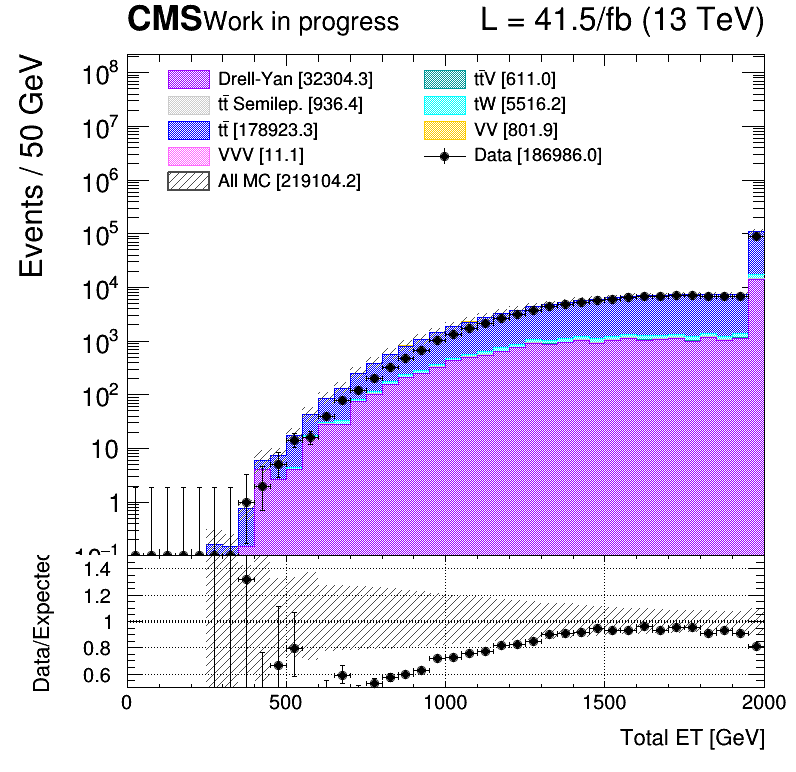 CMS Work in progress L = 41.5/fb (13 TeV)
Events / 50 GeV
10⁸
10⁷
10⁶
10⁵
10⁴
10³
10²
10
1
10⁻¹
Drell-Yan [32304.3]
tt̄ Semilep. [936.4]
tt̄ [178923.3]
VVV [11.1]
All MC [219104.2]
tt̄V [611.0]
tW [5516.2]
VV [801.9]
Data [186986.0]
Data/Expected
1.4
1.2
1
0.8
0.6
0 500 1000 1500 2000
Total ET [GeV]